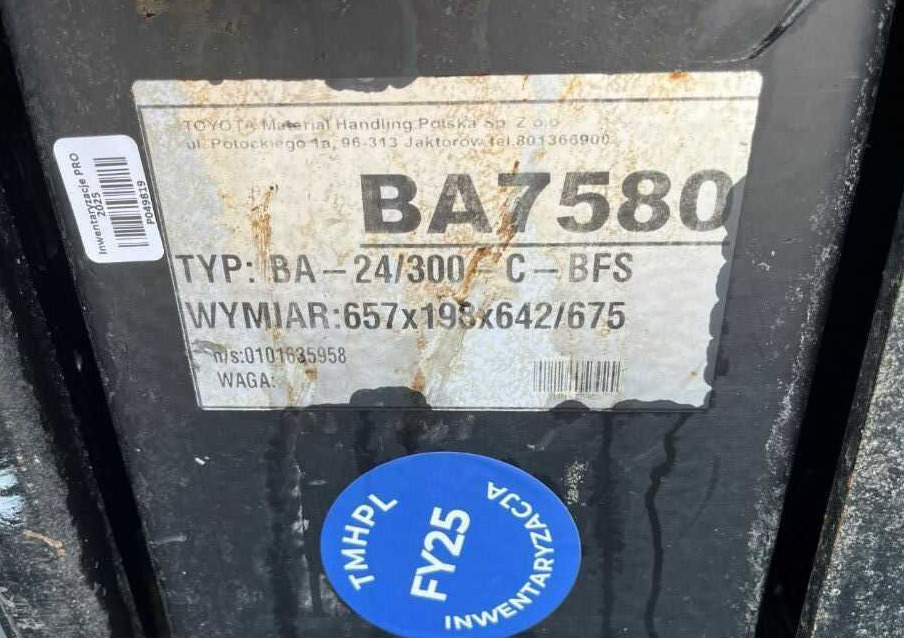 TOYOTA Material Handling Polska Sp. Z o.o
ul. Potockiego 1a, 96-313 Jaktorów tel.801366900
BA7580
TYP: BA-24/300-C-BFS
WYMIAR:657x198x642/675
n/s:0101635958
WAGA:
Inwentaryzacje PRO
2025
P049819
TMHPL
FY25
INWENTARYZACJA